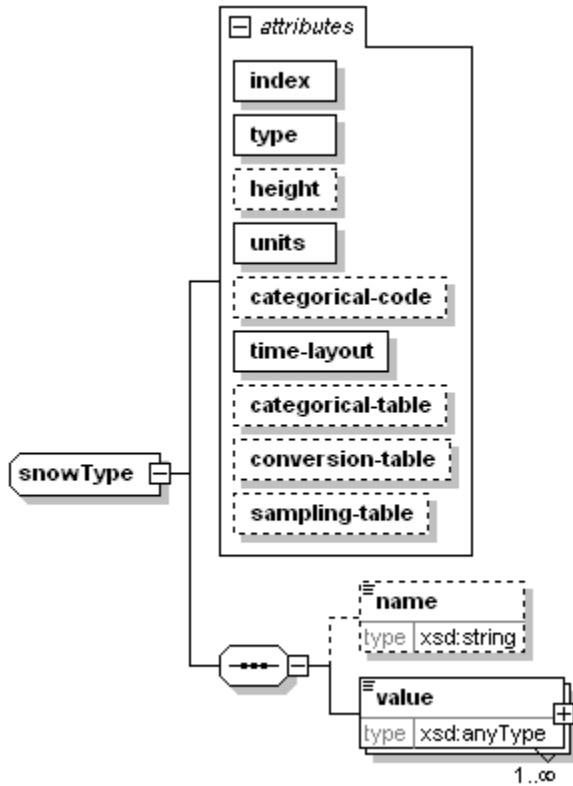 attributes
index
type
height
units
categorical-code
time-layout
categorical-table
conversion-table
sampling-table
snowType
name
type xsd:string
value
type xsd:anyType
1..∞